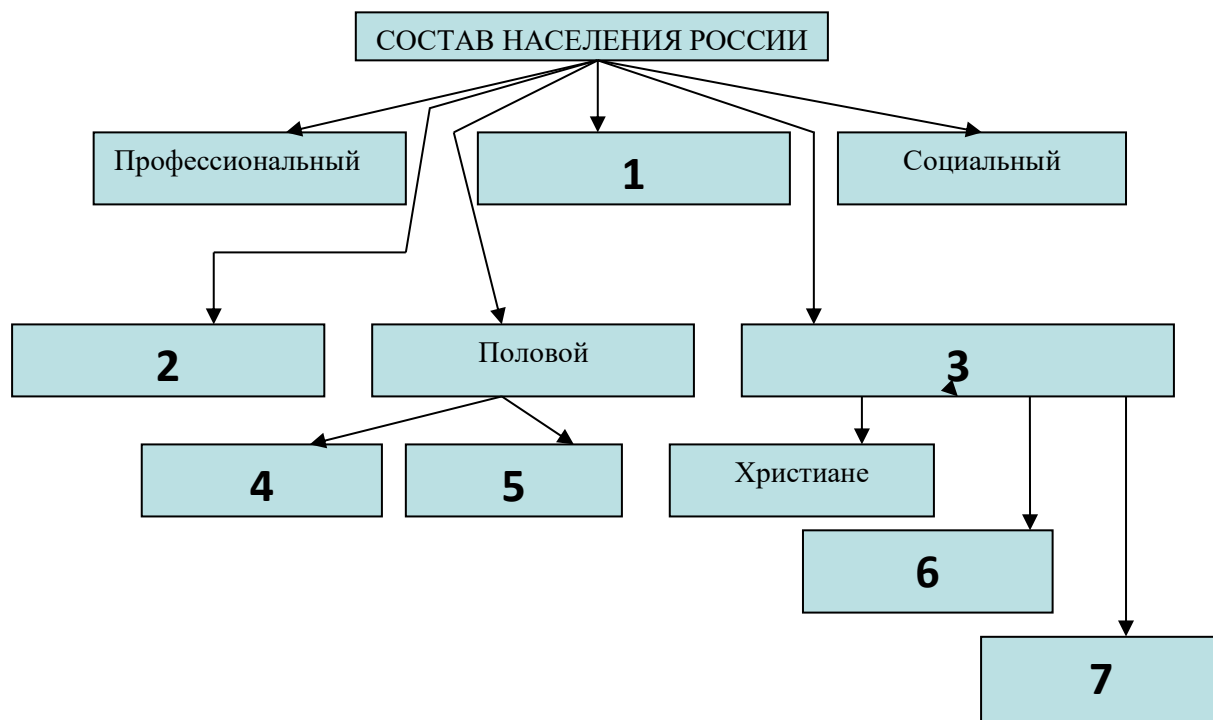 СОСТАВ НАСЕЛЕНИЯ РОССИИ
Профессиональный
1
Социальный
2
Половой
3
4
5
Христиане
6
7